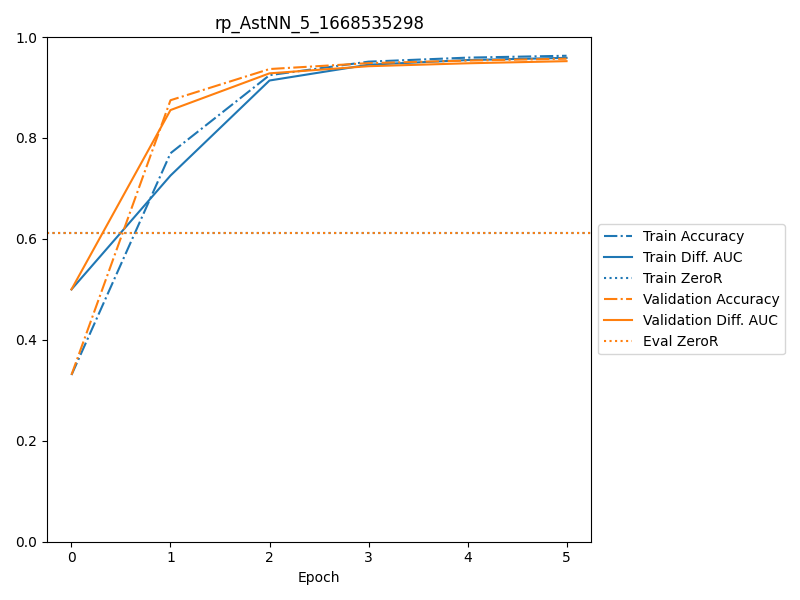 rp_AstNN_5_1668535298
1.0
0.8
0.6
0.4
0.2
0.0
0 1 2 3 4 5
Epoch
Train Accuracy
Train Diff. AUC
Train ZeroR
Validation Accuracy
Validation Diff. AUC
Eval ZeroR